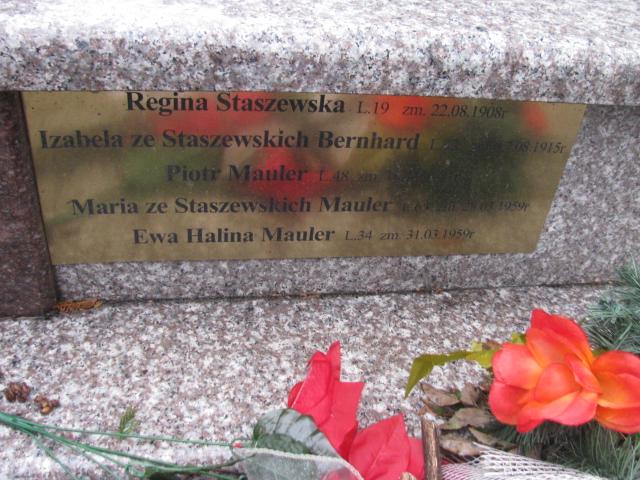 Regina Staszewska L.19 zm. 22.08.1908r
Izabela ze Staszewskich Bernhard
Piotr Mauler L.48 zm.
Maria ze Staszewskich Mauler
Ewa Halina Mauler L.34 zm. 31.03.1959r